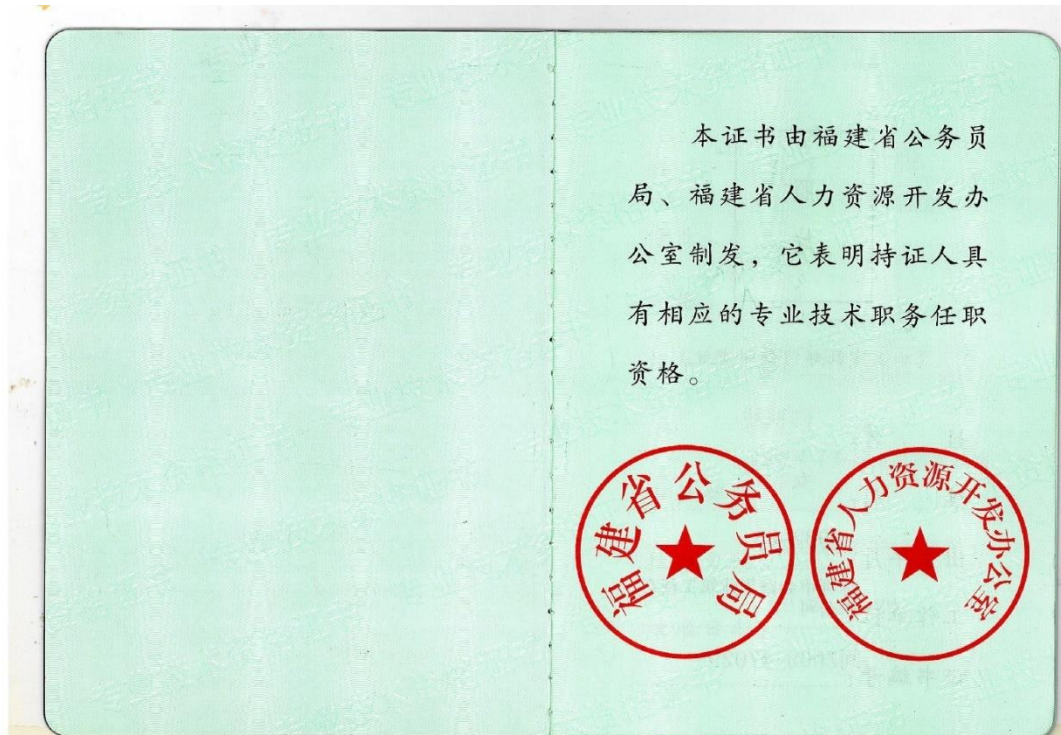 本证书由福建省公务员
局、福建省人力资源开发办
公室制发，它表明持证人具
有相应的专业技术职务任职
资格。
福建省公务员局
福建省人力资源开发办公室